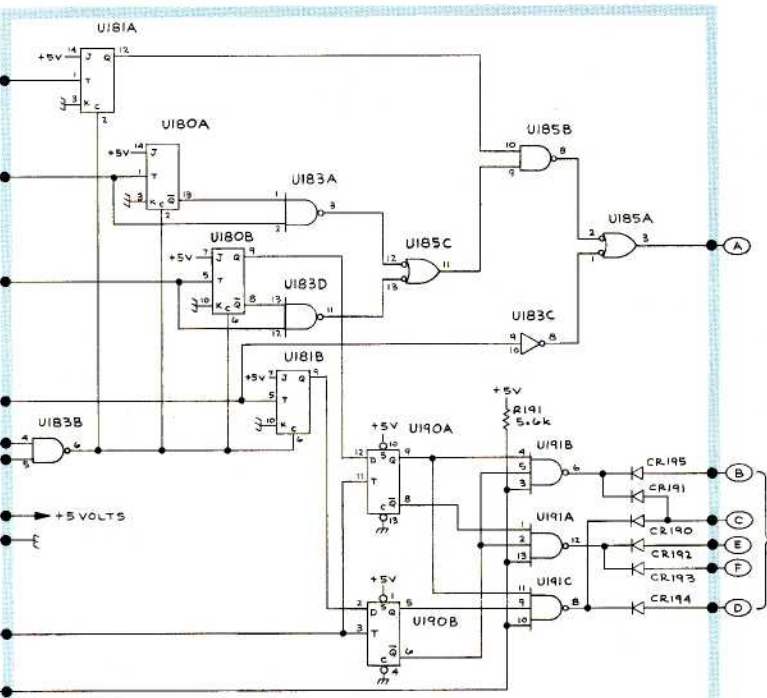 U181A
+5V 14 J Q 12
1 T
3 K C
2
U180A
+5V 14 J
1 T
3 K C Q̅ 13
2
U183A
1
2
3
U180B
+5V 7 J Q 9
5 T
10 K C Q̅ 8
6
U183D
13
12
11
U185C
12
13
11
U185B
10
9
8
U185A
2
1
3
A
U183C
9
10
8
U181B
+5V 7 J Q 9
5 T
10 K C
6
U183B
4
5
6
+5 VOLTS
+5V
R191
5.6k
+5V
10
U190A
12 D S Q 9
11 T
Q̅ 8
C
13
+5V
1
2 D S Q 5
3 T
U190B
Q̅ 6
C
4
U191B
4
5
3
6
U191A
1
2
13
12
U191C
11
9
10
8
CR195
B
CR191
C
CR190
E
CR192
F
CR193
CR194
D